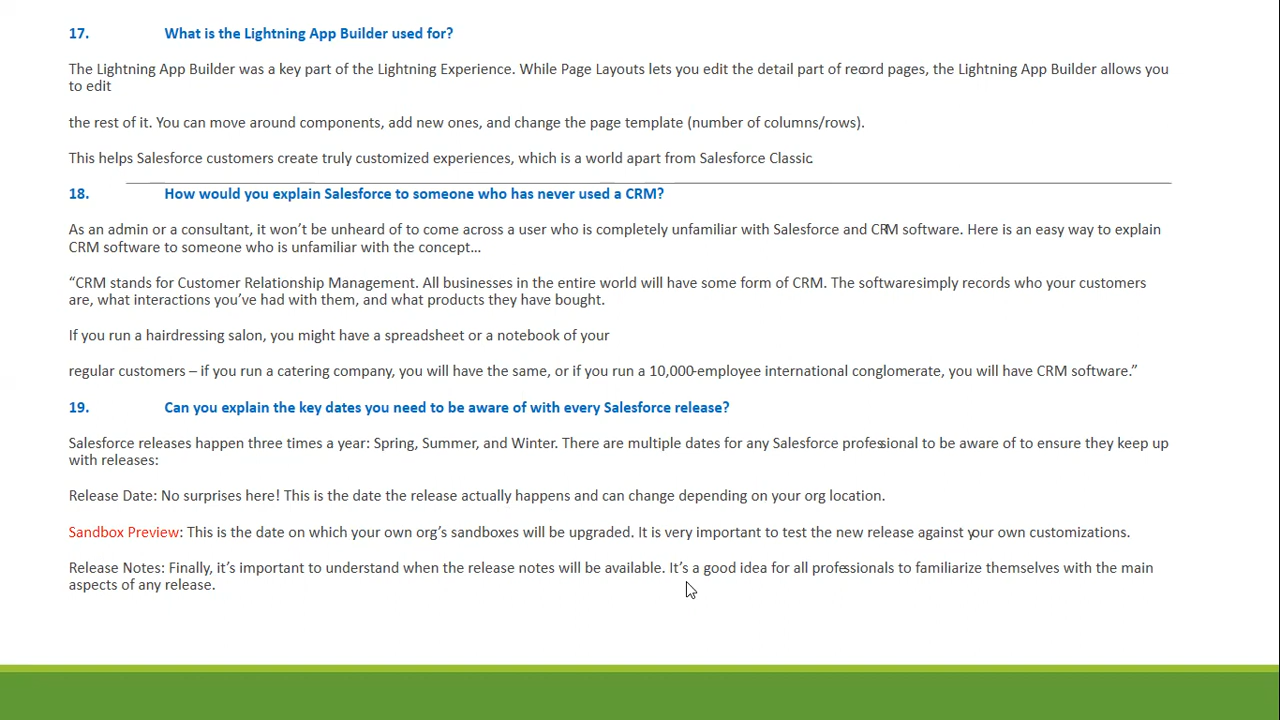 17. What is the Lightning App Builder used for?
The Lightning App Builder was a key part of the Lightning Experience. While Page Layouts lets you edit the detail part of record pages, the Lightning App Builder allows you
to edit
the rest of it. You can move around components, add new ones, and change the page template (number of columns/rows).
This helps Salesforce customers create truly customized experiences, which is a world apart from Salesforce Classic.
18. How would you explain Salesforce to someone who has never used a CRM?
As an admin or a consultant, it won’t be unheard of to come across a user who is completely unfamiliar with Salesforce and CRM software. Here is an easy way to explain
CRM software to someone who is unfamiliar with the concept…
“CRM stands for Customer Relationship Management. All businesses in the entire world will have some form of CRM. The software simply records who your customers
are, what interactions you’ve had with them, and what products they have bought.
If you run a hairdressing salon, you might have a spreadsheet or a notebook of your
regular customers – if you run a catering company, you will have the same, or if you run a 10,000-employee international conglomerate, you will have CRM software.”
19. Can you explain the key dates you need to be aware of with every Salesforce release?
Salesforce releases happen three times a year: Spring, Summer, and Winter. There are multiple dates for any Salesforce professional to be aware of to ensure they keep up
with releases:
Release Date: No surprises here! This is the date the release actually happens and can change depending on your org location.
Sandbox Preview: This is the date on which your own org’s sandboxes will be upgraded. It is very important to test the new release against your own customizations.
Release Notes: Finally, it’s important to understand when the release notes will be available. It’s a good idea for all professionals to familiarize themselves with the main
aspects of any release.